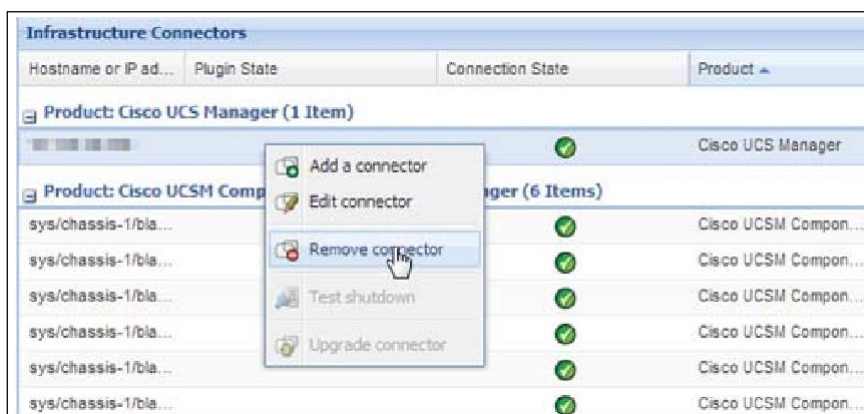 Infrastructure Connectors
Hostname or IP ad... Plugin State Connection State Product
Product: Cisco UCS Manager (1 Item)
Cisco UCS Manager
Add a connector
Product: Cisco UCSM Comp ger (6 Items)
Edit connector
sys/chassis-1/bla... Cisco UCSM Compon...
Remove connector
sys/chassis-1/bla... Cisco UCSM Compon...
sys/chassis-1/bla... Test shutdown Cisco UCSM Compon...
sys/chassis-1/bla... Cisco UCSM Compon...
Upgrade connector
sys/chassis-1/bla... Cisco UCSM Compon...
sys/chassis-1/bla... Cisco UCSM Compon...